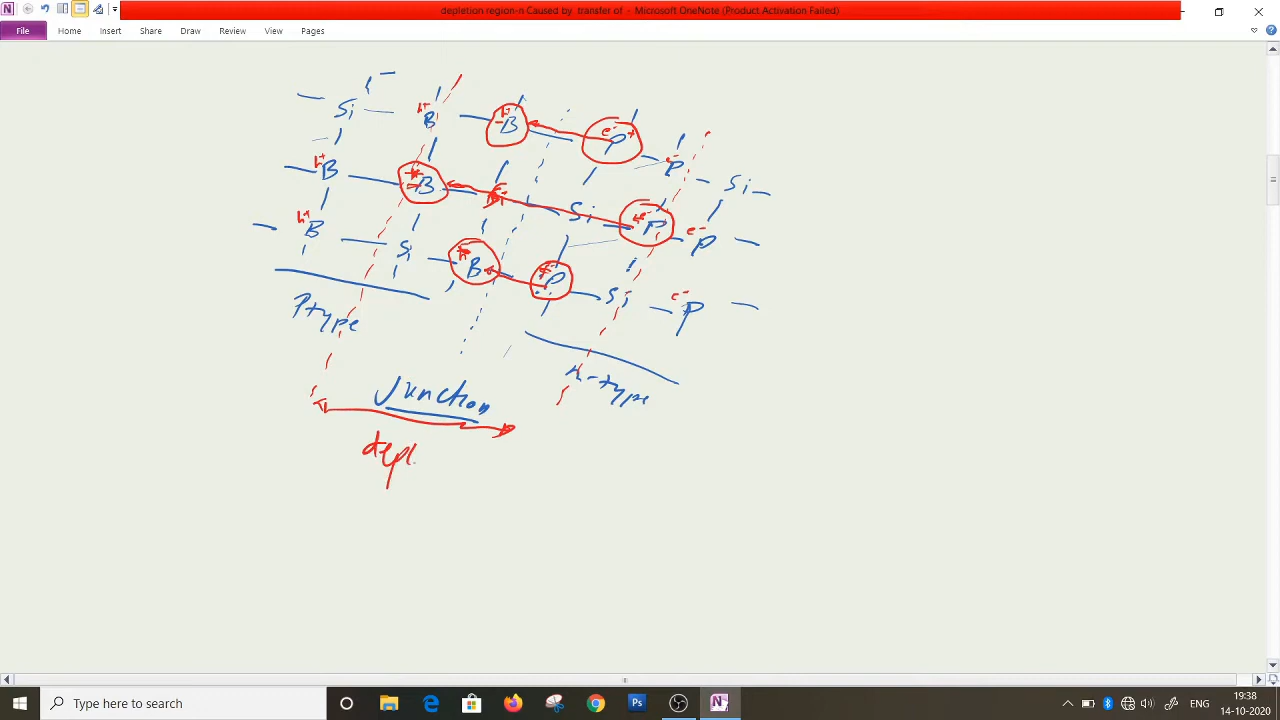 depletion region-n Caused by transfer of - Microsoft OneNote (Product Activation Failed)
File Home Insert Share Draw Review View Pages
Si B h+ B h+ P e- + P e-
B h+ B Si P e- Si
B h+ Si B P Si P e- P e-
P type
n-type
Junction
depl
Type here to search
ENG
19:38
14-10-2020